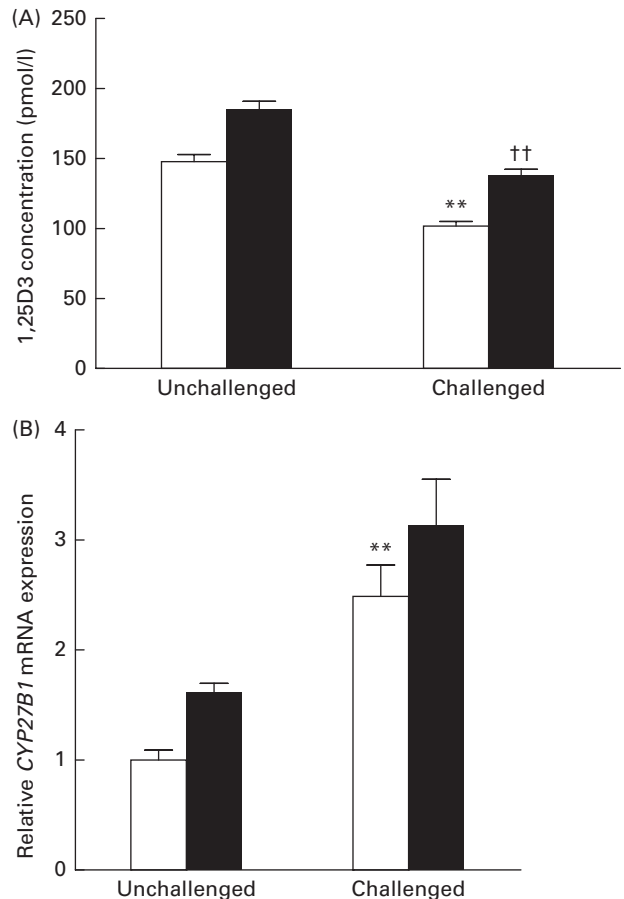 (A)
1,25D3 concentration (pmol/l)
250
200
150
100
50
0
**
††
Unchallenged Challenged
(B)
Relative CYP27B1 mRNA expression
4
3
2
1
0
**
Unchallenged Challenged